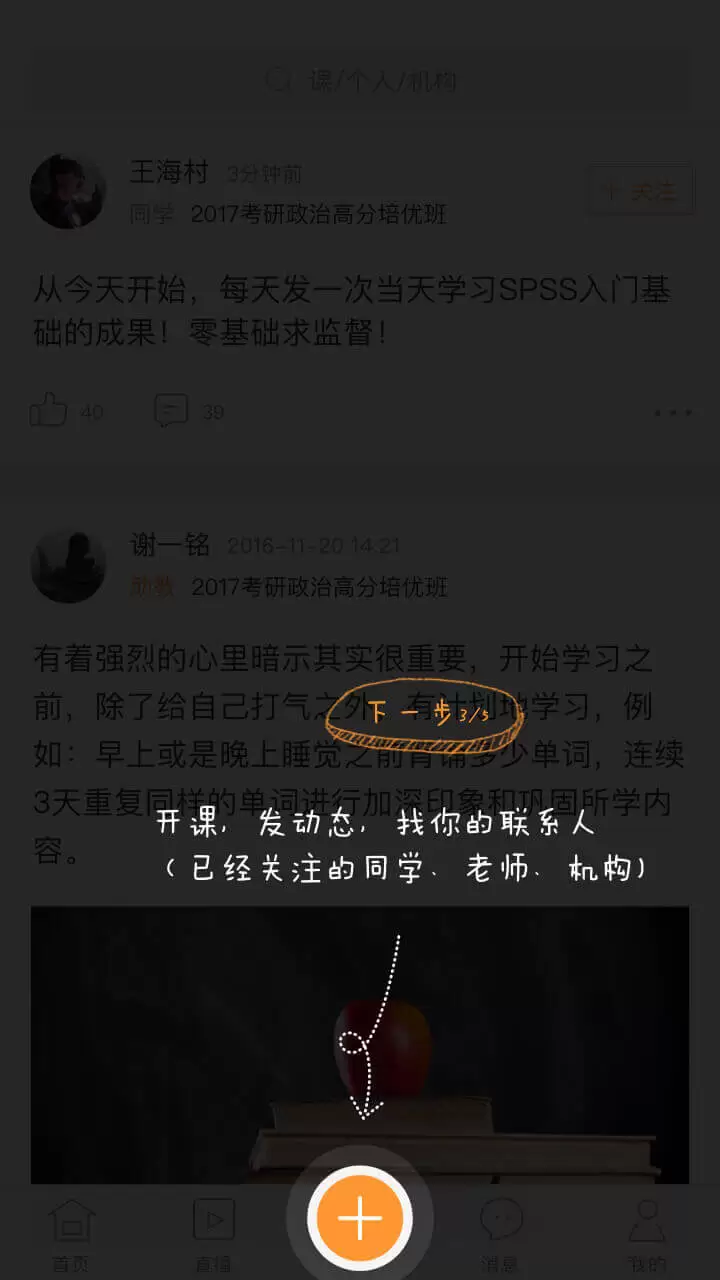 课/个人/机构
王海村 3分钟前
+ 关注
同学 2017考研政治高分培优班
从今天开始，每天发一次当天学习SPSS入门基
础的成果！零基础求监督！
40 39
谢一铭 2016-11-20 14:21
助教 2017考研政治高分培优班
有着强烈的心里暗示其实很重要，开始学习之
前，除了给自己打气之外，有计划地学习，例
下一步3/5
如：早上或是晚上睡觉之前背诵多少单词，连续
3天重复同样的单词进行加深印象和巩固所学内
容。
开课，发动态，找你的联系人
（已经关注的同学、老师、机构）
首页 直播 消息 我的